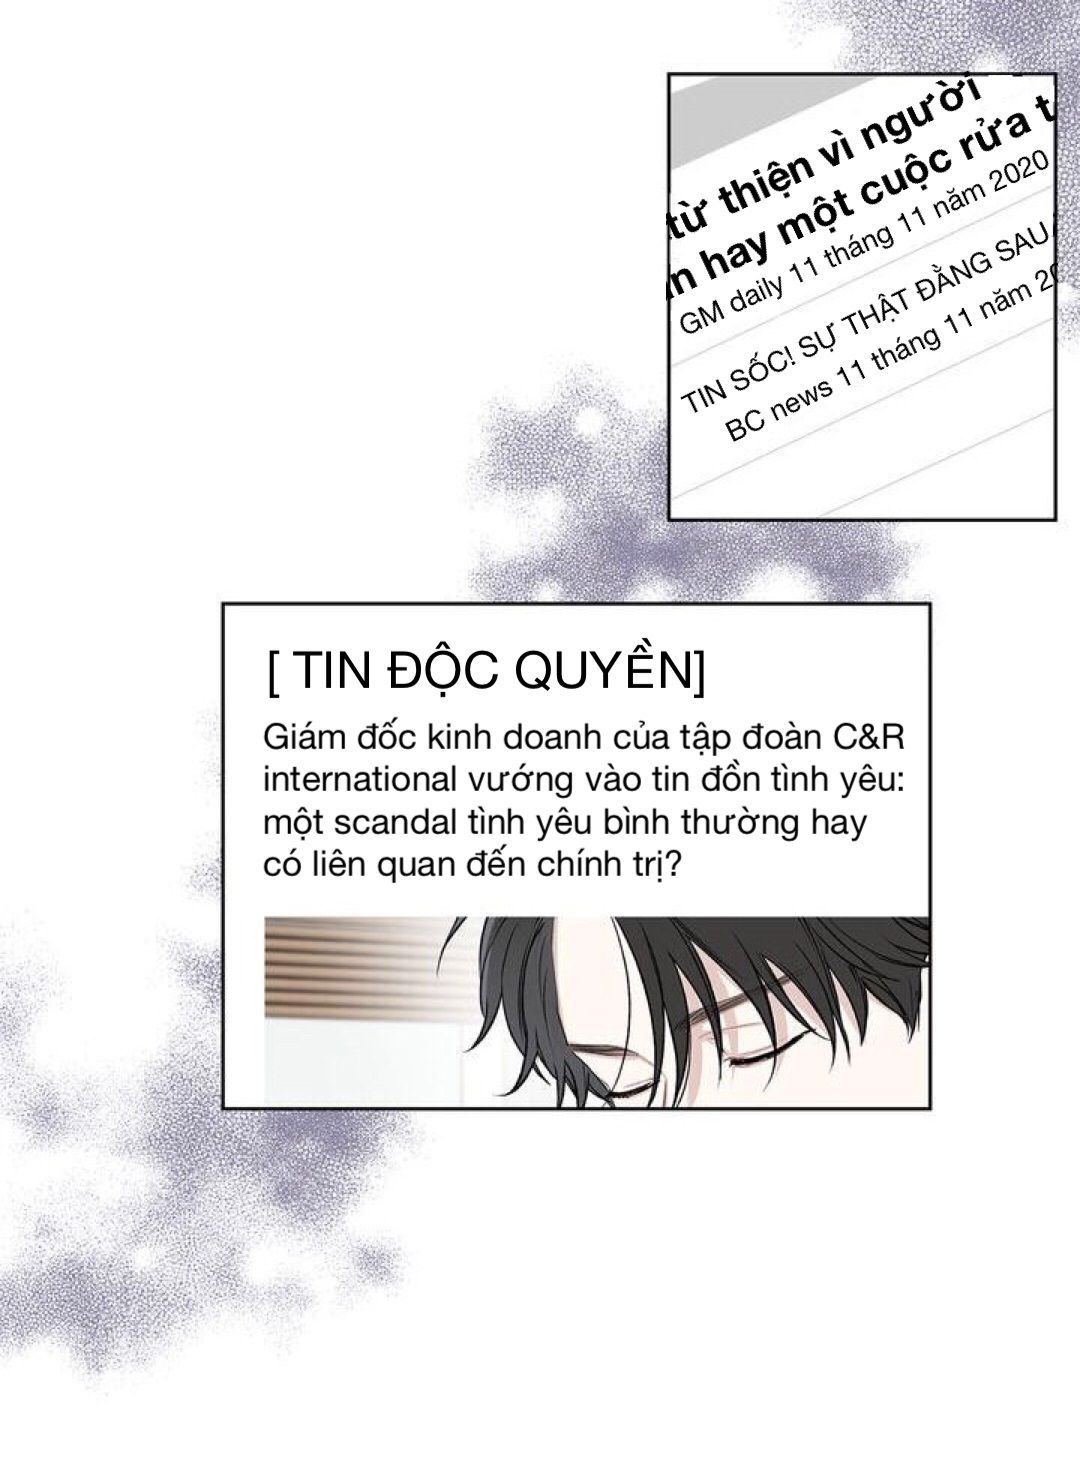 từ thiện vì người
hay một cuộc rửa
GM daily 11 tháng 11 năm 2020
TIN SỐC! SỰ THẬT ĐẰNG SAU
BC news 11 tháng 11 năm
[ TIN ĐỘC QUYỀN]
Giám đốc kinh doanh của tập đoàn C&R
international vướng vào tin đồn tình yêu:
một scandal tình yêu bình thường hay
có liên quan đến chính trị?